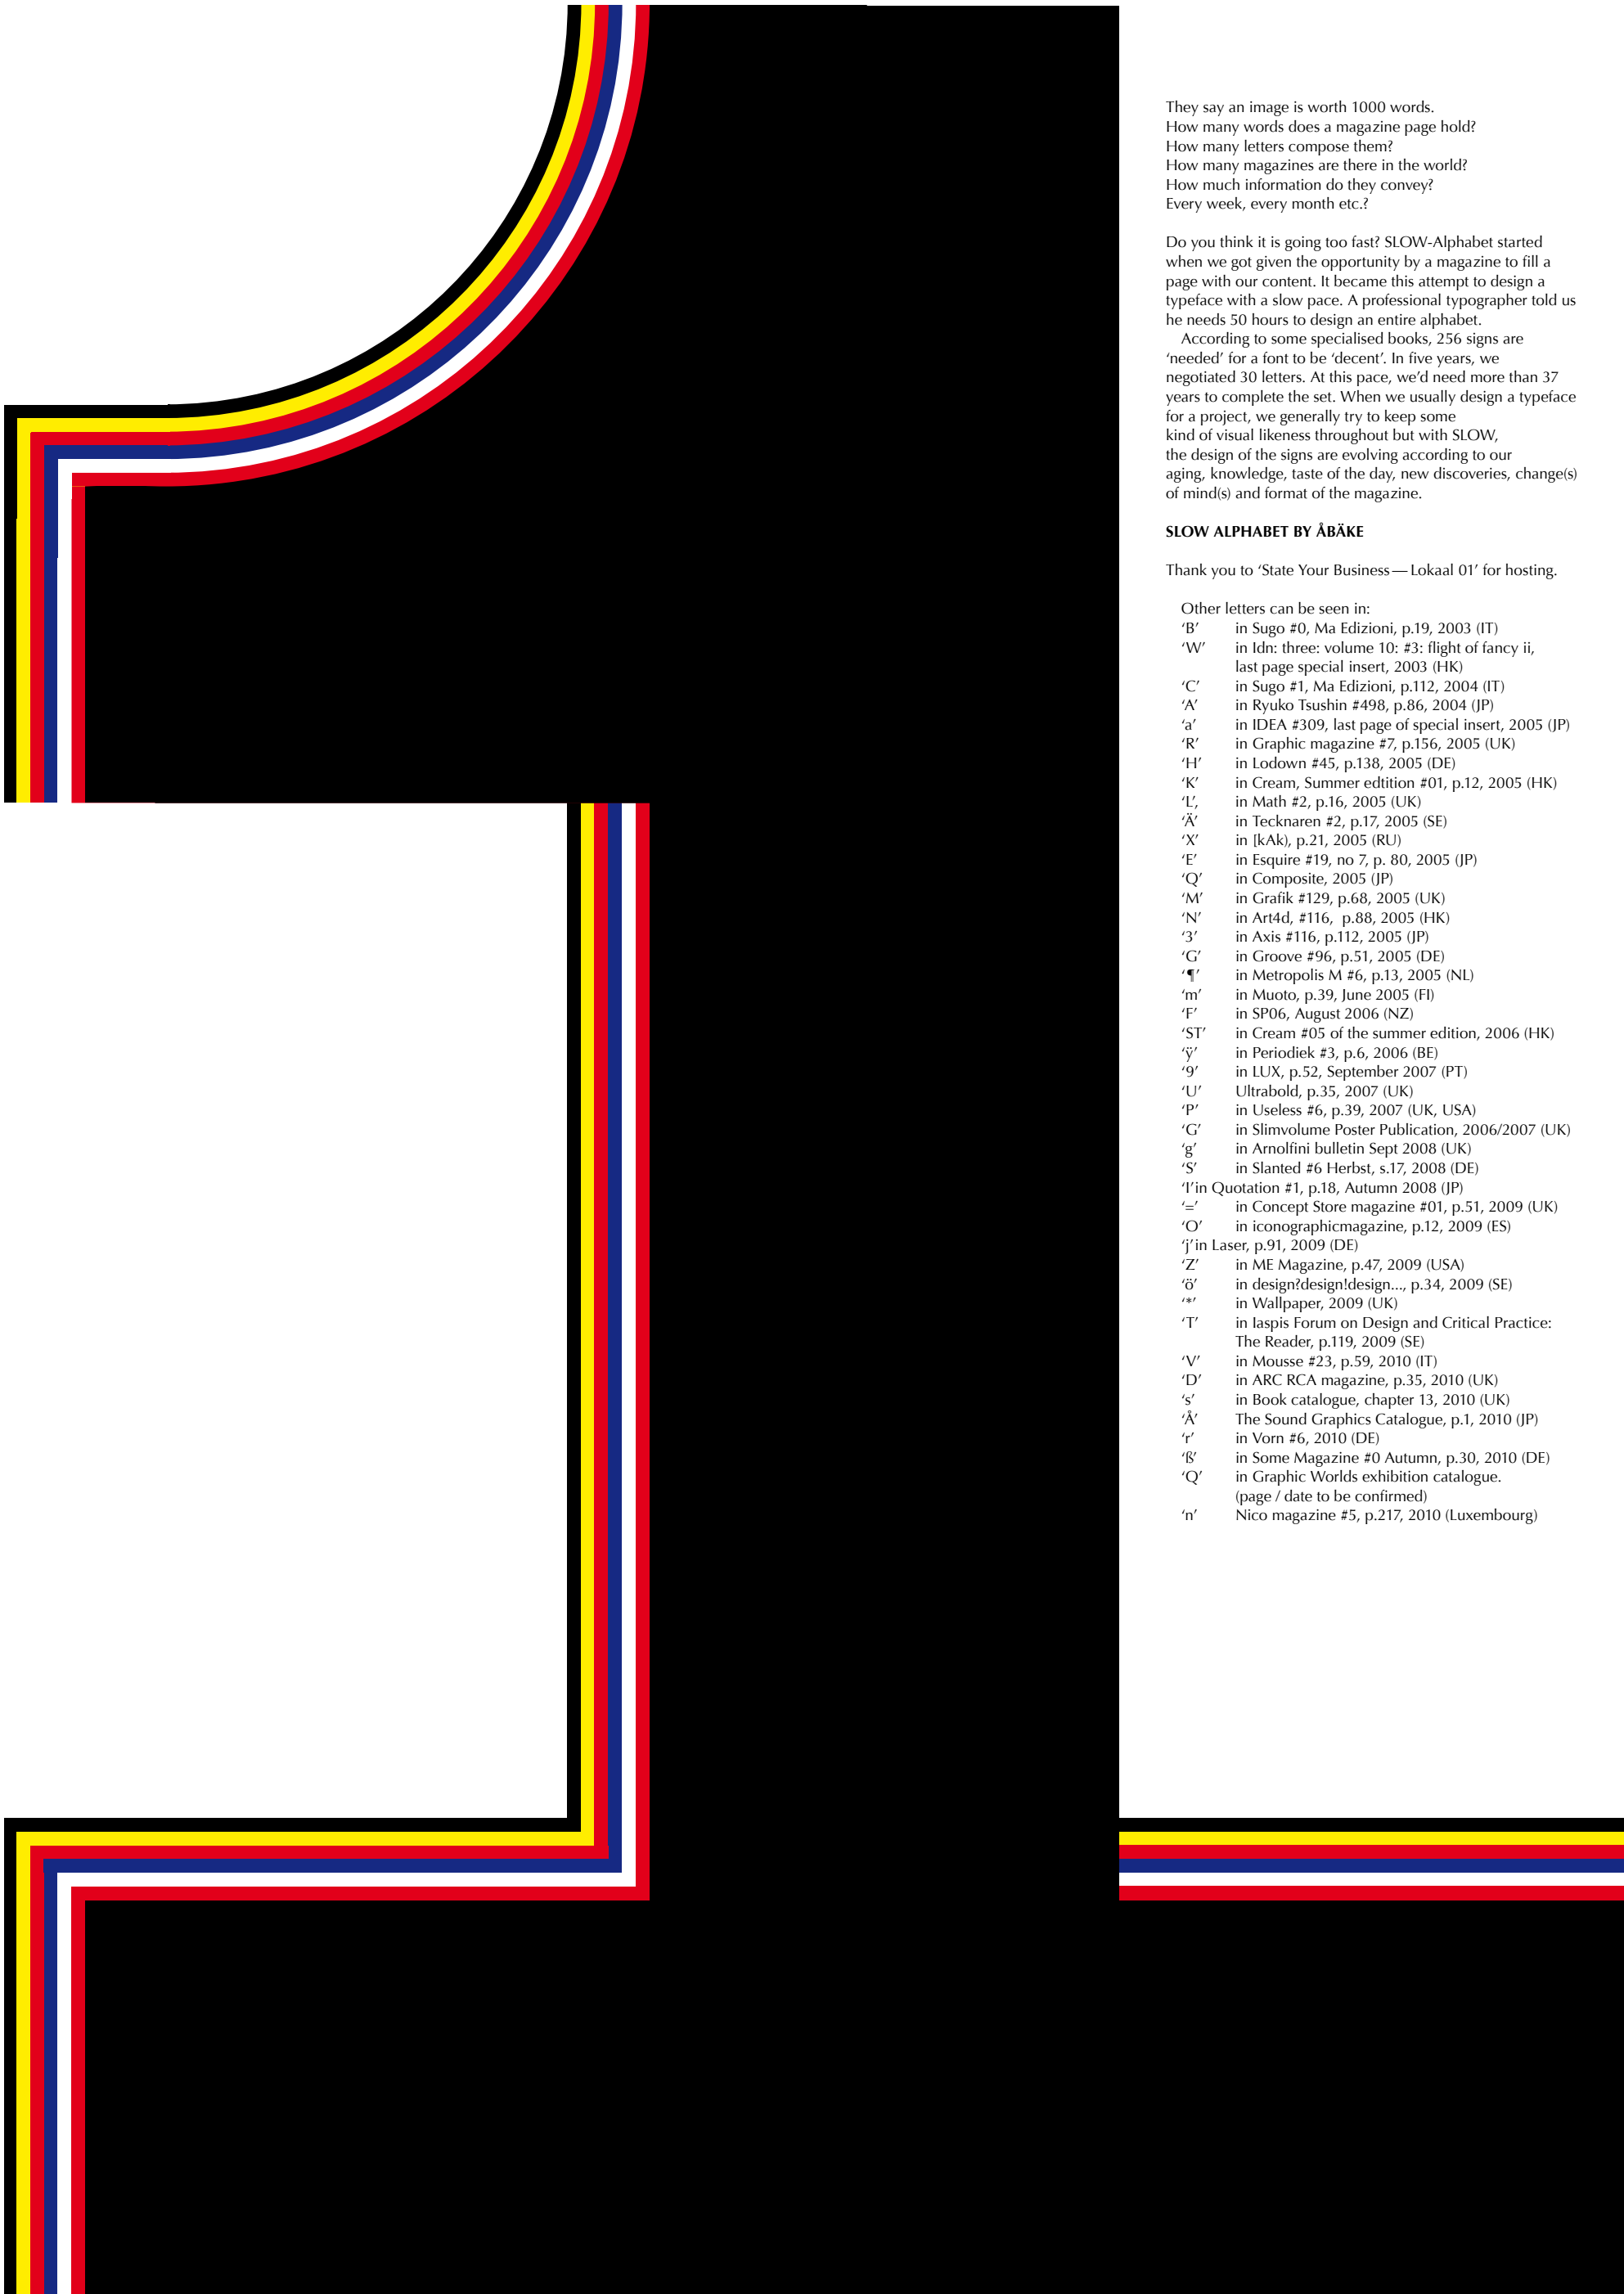 They say an image is worth 1000 words.
How many words does a magazine page hold?
How many letters compose them?
How many magazines are there in the world?
How much information do they convey?
Every week, every month etc.?
Do you think it is going too fast? SLOW-Alphabet started
when we got given the opportunity by a magazine to fill a
page with our content. It became this attempt to design a
typeface with a slow pace. A professional typographer told us
he needs 50 hours to design an entire alphabet.
According to some specialised books, 256 signs are
‘needed’ for a font to be ‘decent’. In five years, we
negotiated 30 letters. At this pace, we’d need more than 37
years to complete the set. When we usually design a typeface
for a project, we generally try to keep some
kind of visual likeness throughout but with SLOW,
the design of the signs are evolving according to our
aging, knowledge, taste of the day, new discoveries, change(s)
of mind(s) and format of the magazine.
SLOW ALPHABET BY ÅBÄKE
Thank you to ‘State Your Business — Lokaal 01’ for hosting.
Other letters can be seen in:
‘B’ in Sugo #0, Ma Edizioni, p.19, 2003 (IT)
‘W’ in Idn: three: volume 10: #3: flight of fancy ii,
last page special insert, 2003 (HK)
‘C’ in Sugo #1, Ma Edizioni, p.112, 2004 (IT)
‘A’ in Ryuko Tsushin #498, p.86, 2004 (JP)
‘a’ in IDEA #309, last page of special insert, 2005 (JP)
‘R’ in Graphic magazine #7, p.156, 2005 (UK)
‘H’ in Lodown #45, p.138, 2005 (DE)
‘K’ in Cream, Summer edtition #01, p.12, 2005 (HK)
‘L’, in Math #2, p.16, 2005 (UK)
‘Ä’ in Tecknaren #2, p.17, 2005 (SE)
‘X’ in [kAk), p.21, 2005 (RU)
‘E’ in Esquire #19, no 7, p. 80, 2005 (JP)
‘Q’ in Composite, 2005 (JP)
‘M’ in Grafik #129, p.68, 2005 (UK)
‘N’ in Art4d, #116, p.88, 2005 (HK)
‘3’ in Axis #116, p.112, 2005 (JP)
‘G’ in Groove #96, p.51, 2005 (DE)
‘¶’ in Metropolis M #6, p.13, 2005 (NL)
‘m’ in Muoto, p.39, June 2005 (FI)
‘F’ in SP06, August 2006 (NZ)
‘ST’ in Cream #05 of the summer edition, 2006 (HK)
‘ÿ’ in Periodiek #3, p.6, 2006 (BE)
‘9’ in LUX, p.52, September 2007 (PT)
‘U’ Ultrabold, p.35, 2007 (UK)
‘P’ in Useless #6, p.39, 2007 (UK, USA)
‘G’ in Slimvolume Poster Publication, 2006/2007 (UK)
‘g’ in Arnolfini bulletin Sept 2008 (UK)
‘S’ in Slanted #6 Herbst, s.17, 2008 (DE)
‘I’in Quotation #1, p.18, Autumn 2008 (JP)
‘=’ in Concept Store magazine #01, p.51, 2009 (UK)
‘O’ in iconographicmagazine, p.12, 2009 (ES)
‘j’in Laser, p.91, 2009 (DE)
‘Z’ in ME Magazine, p.47, 2009 (USA)
‘ö’ in design?design!design..., p.34, 2009 (SE)
‘*’ in Wallpaper, 2009 (UK)
‘T’ in Iaspis Forum on Design and Critical Practice:
The Reader, p.119, 2009 (SE)
‘V’ in Mousse #23, p.59, 2010 (IT)
‘D’ in ARC RCA magazine, p.35, 2010 (UK)
‘s’ in Book catalogue, chapter 13, 2010 (UK)
‘Å’ The Sound Graphics Catalogue, p.1, 2010 (JP)
‘r’ in Vorn #6, 2010 (DE)
‘ß’ in Some Magazine #0 Autumn, p.30, 2010 (DE)
‘Q’ in Graphic Worlds exhibition catalogue.
(page / date to be confirmed)
‘n’ Nico magazine #5, p.217, 2010 (Luxembourg)